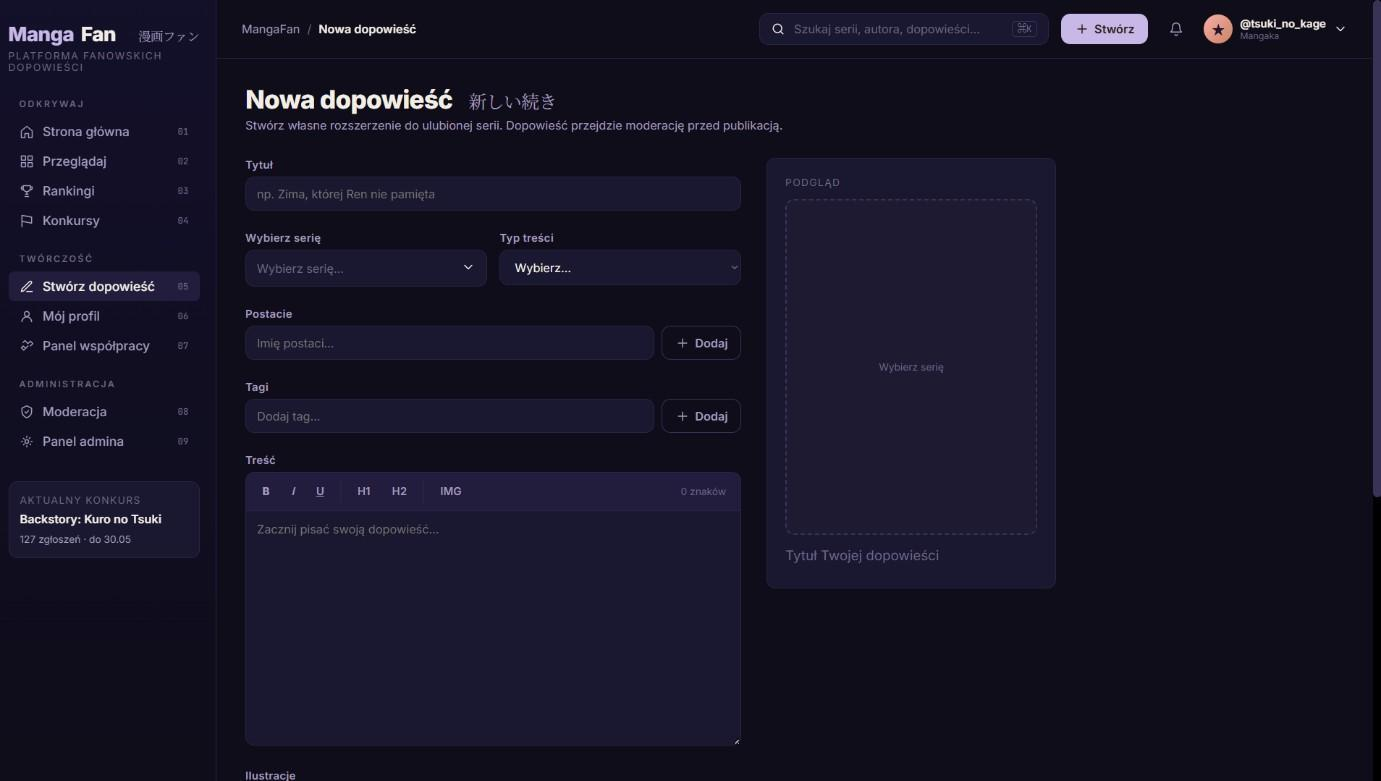 Manga Fan 漫画ファン
PLATFORMA FANOWSKICH
DOPOWIEŚCI
ODKRYWAJ
Strona główna 01
Przeglądaj 02
Rankingi 03
Konkursy 04
TWÓRCZOŚĆ
Stwórz dopowieść 05
Mój profil 06
Panel współpracy 07
ADMINISTRACJA
Moderacja 08
Panel admina 09
AKTUALNY KONKURS
Backstory: Kuro no Tsuki
127 zgłoszeń · do 30.05
MangaFan / Nowa dopowieść
Szukaj serii, autora, dopowieści... ⌘K
+ Stwórz
@tsuki_no_kage
Mangaka
Nowa dopowieść 新しい続き
Stwórz własne rozszerzenie do ulubionej serii. Dopowieść przejdzie moderację przed publikacją.
Tytuł
np. Zima, której Ren nie pamięta
Wybierz serię Typ treści
Wybierz serię... Wybierz...
Postacie
Imię postaci... + Dodaj
Tagi
Dodaj tag... + Dodaj
Treść
B I U H1 H2 IMG 0 znaków
Zacznij pisać swoją dopowieść...
Ilustracje
PODGLĄD
Wybierz serię
Tytuł Twojej dopowieści